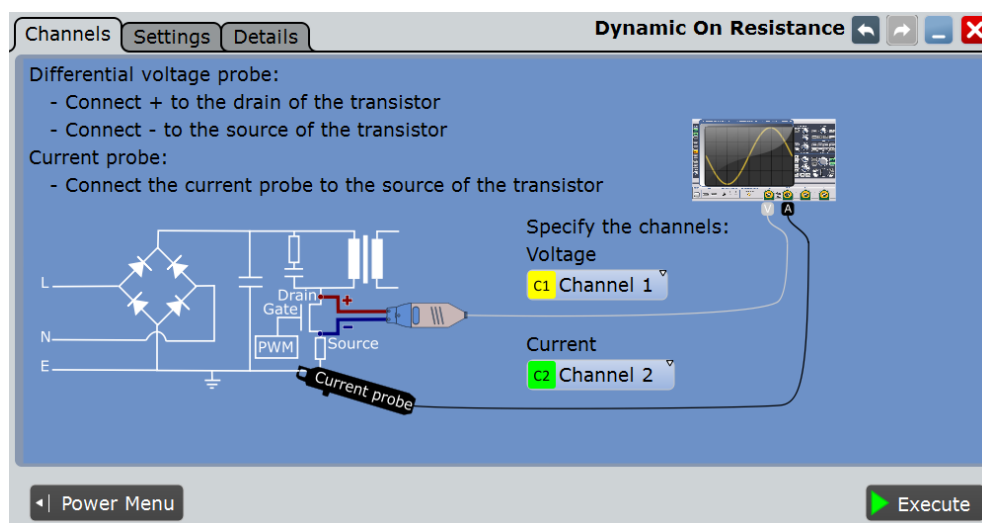 Channels Settings Details Dynamic On Resistance
Differential voltage probe:
- Connect + to the drain of the transistor
- Connect - to the source of the transistor
Current probe:
- Connect the current probe to the source of the transistor
V A
Specify the channels:
Voltage
C1 Channel 1
Current
C2 Channel 2
L
N
E
Drain
+
Gate
-
PWM
Source
Current probe
Power Menu
Execute